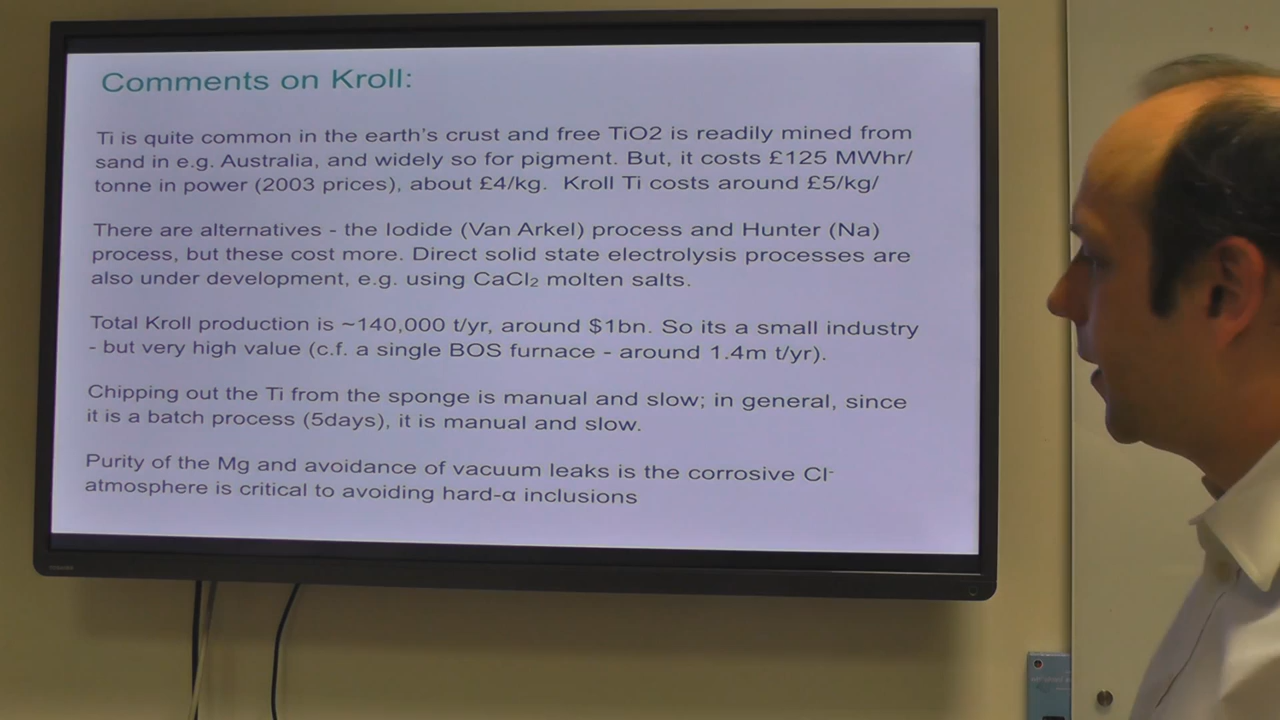 Comments on Kroll:
Ti is quite common in the earth's crust and free TiO2 is readily mined from
sand in e.g. Australia, and widely so for pigment. But, it costs £125 MWhr/
tonne in power (2003 prices), about £4/kg. Kroll Ti costs around £5/kg/
There are alternatives - the Iodide (Van Arkel) process and Hunter (Na)
process, but these cost more. Direct solid state electrolysis processes are
also under development, e.g. using CaCl₂ molten salts.
Total Kroll production is ~140,000 t/yr, around $1bn. So its a small industry
- but very high value (c.f. a single BOS furnace - around 1.4m t/yr).
Chipping out the Ti from the sponge is manual and slow; in general, since
it is a batch process (5days), it is manual and slow.
Purity of the Mg and avoidance of vacuum leaks is the corrosive Cl⁻
atmosphere is critical to avoiding hard-α inclusions